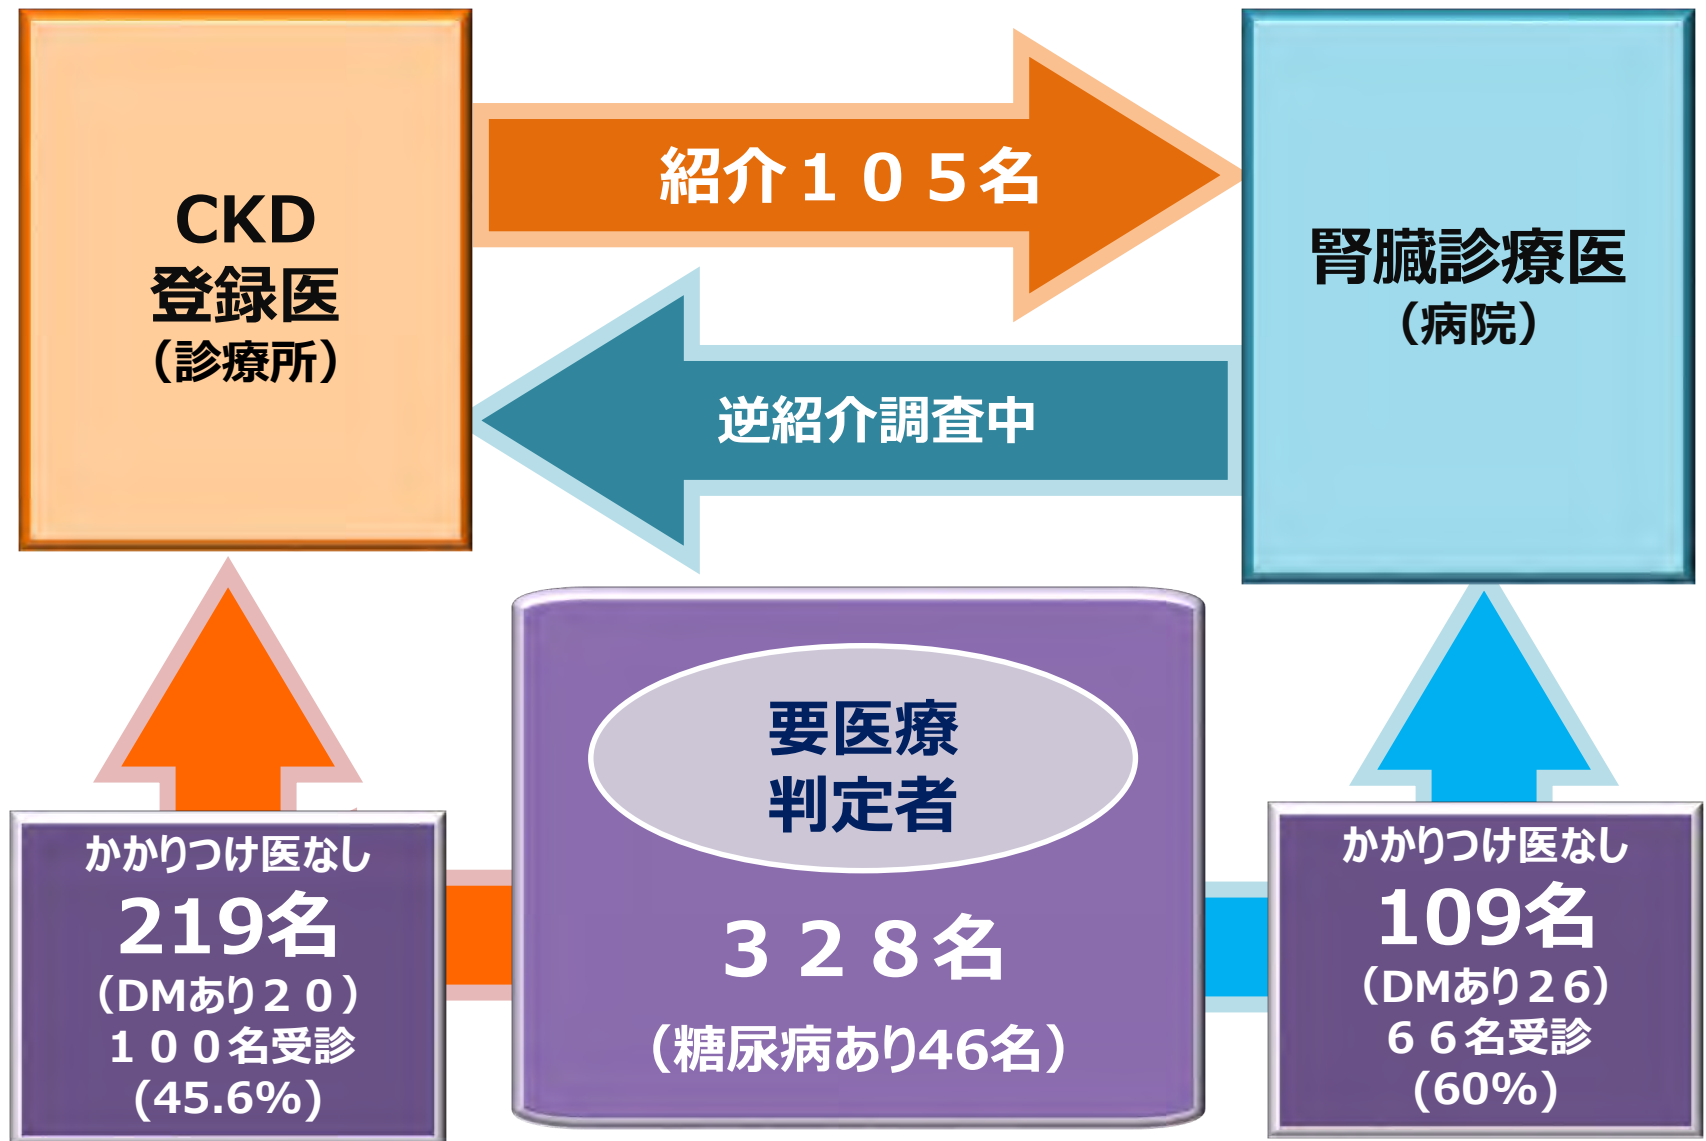 CKD
登録医
（診療所）
紹介１０５名
腎臓診療医
（病院）
逆紹介調査中
要医療
判定者
３２８名
（糖尿病あり46名）
かかりつけ医なし
219名
（DMあり２０）
１００名受診
(45.6%)
かかりつけ医なし
109名
（DMあり２６）
６６名受診
(60%)